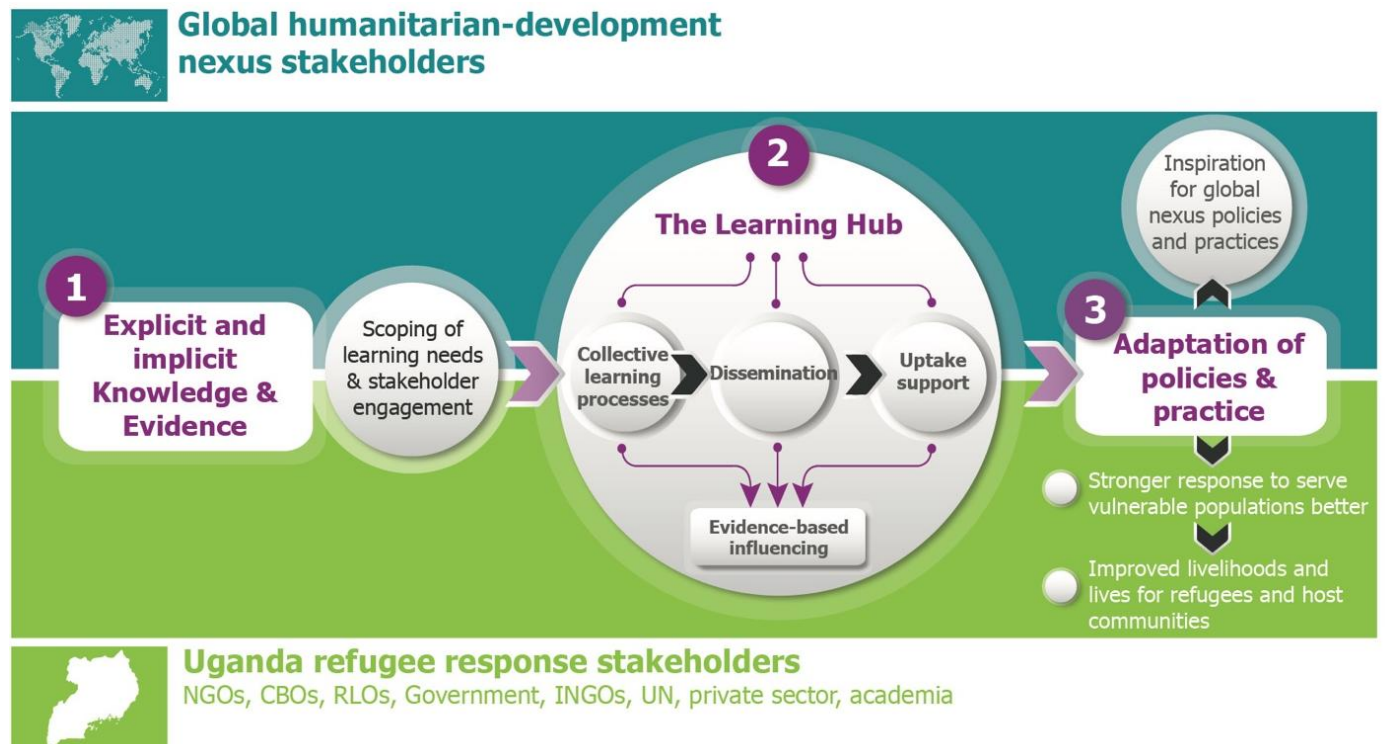 Global humanitarian-development
nexus stakeholders
1
Explicit and
implicit
Knowledge &
Evidence
Scoping of
learning needs
& stakeholder
engagement
2
The Learning Hub
Collective
learning
processes
Dissemination
Uptake
support
Evidence-based
influencing
3
Adaptation of
policies &
practice
Inspiration
for global
nexus policies
and practices
Stronger response to serve
vulnerable populations better
Improved livelihoods and
lives for refugees and host
communities
Uganda refugee response stakeholders
NGOs, CBOs, RLOs, Government, INGOs, UN, private sector, academia